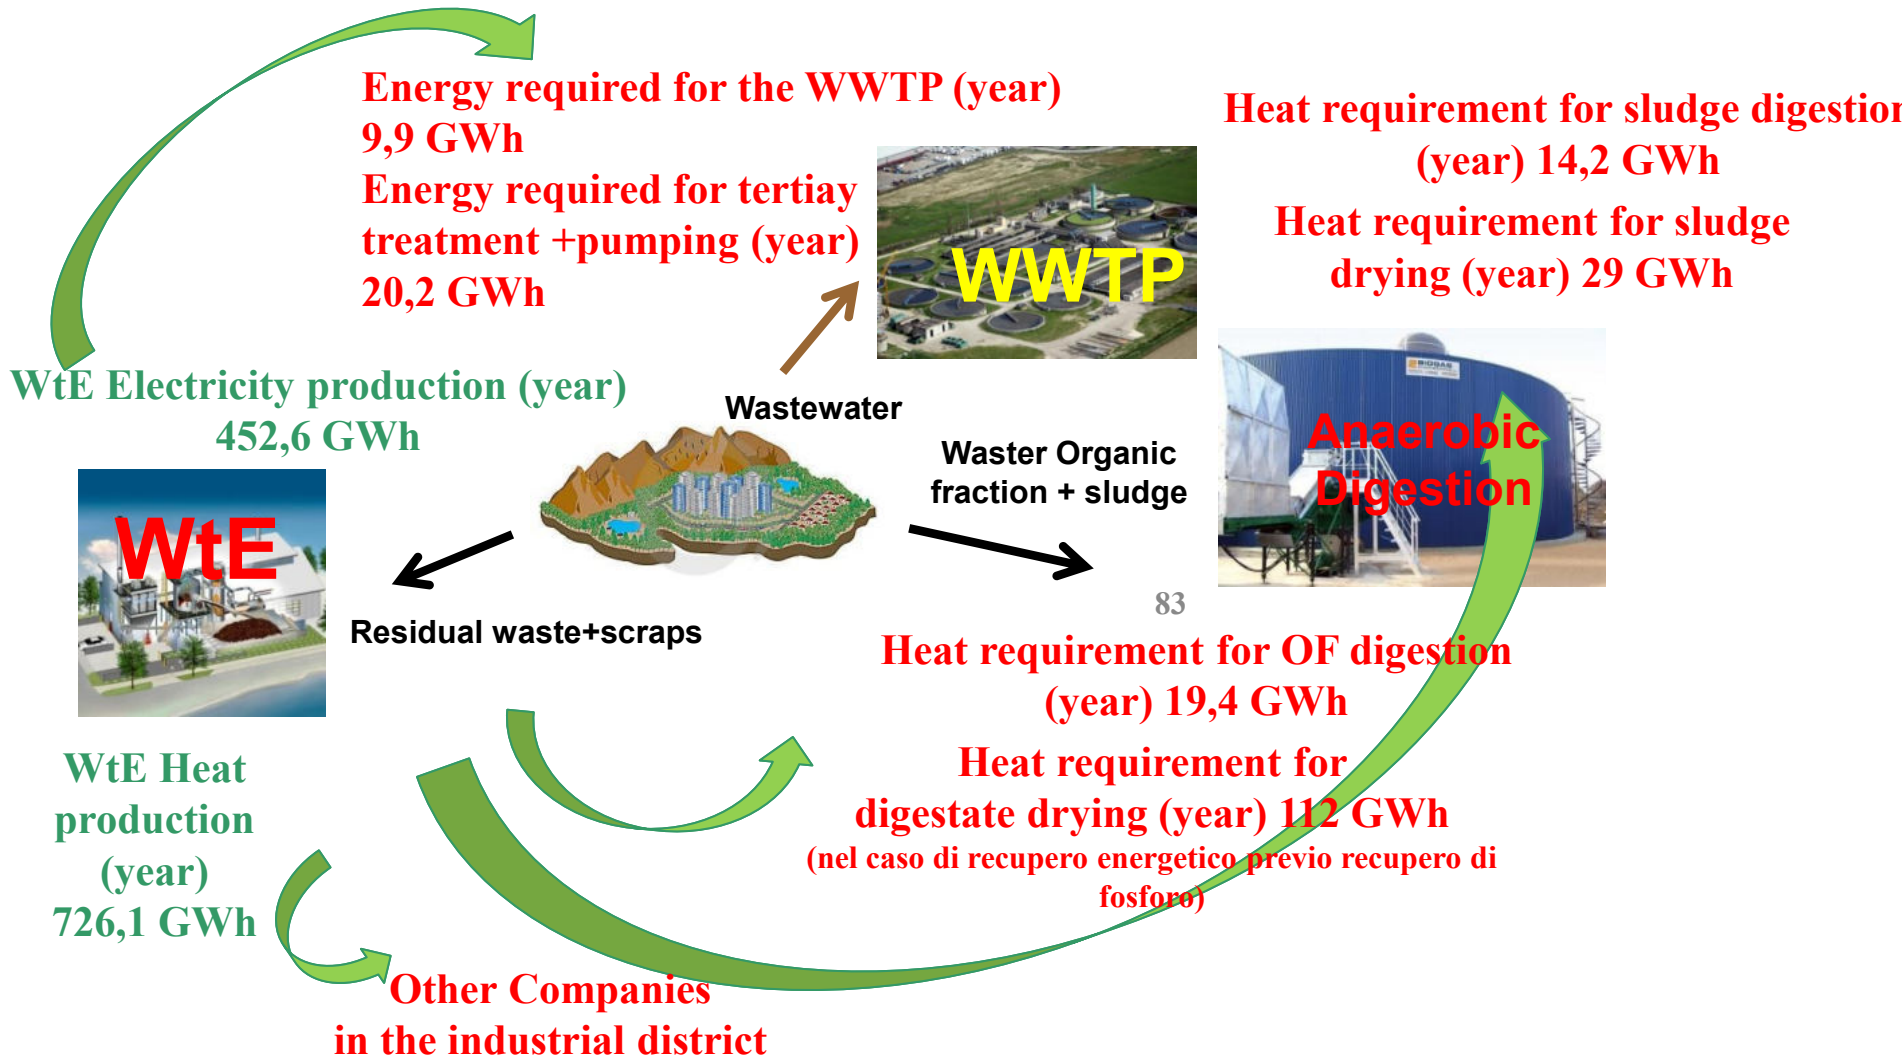 Energy required for the WWTP (year)
9,9 GWh
Energy required for tertiay
treatment +pumping (year)
20,2 GWh
WWTP
Heat requirement for sludge digestion
(year) 14,2 GWh
Heat requirement for sludge
drying (year) 29 GWh
WtE Electricity production (year)
452,6 GWh
Wastewater
Waster Organic
fraction + sludge
BIOGAS
Anaerobic
Digestion
WtE
Residual waste+scraps
83
Heat requirement for OF digestion
(year) 19,4 GWh
Heat requirement for
digestate drying (year) 112 GWh
(nel caso di recupero energetico previo recupero di
fosforo)
WtE Heat
production
(year)
726,1 GWh
Other Companies
in the industrial district